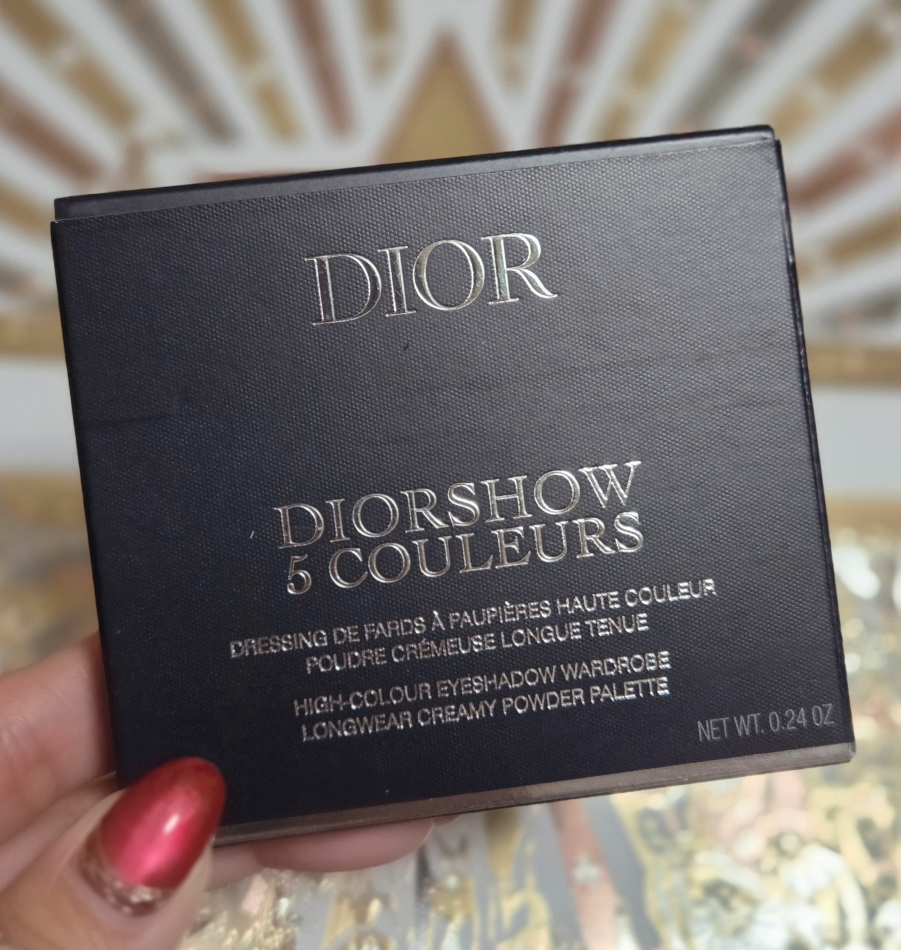 DIOR
DIORSHOW
5 COULEURS
DRESSING DE FARDS À PAUPIÈRES HAUTE COULEUR
POUDRE CRÉMEUSE LONGUE TENUE
HIGH-COLOUR EYESHADOW WARDROBE
LONGWEAR CREAMY POWDER PALETTE
NET WT. 0.24 OZ